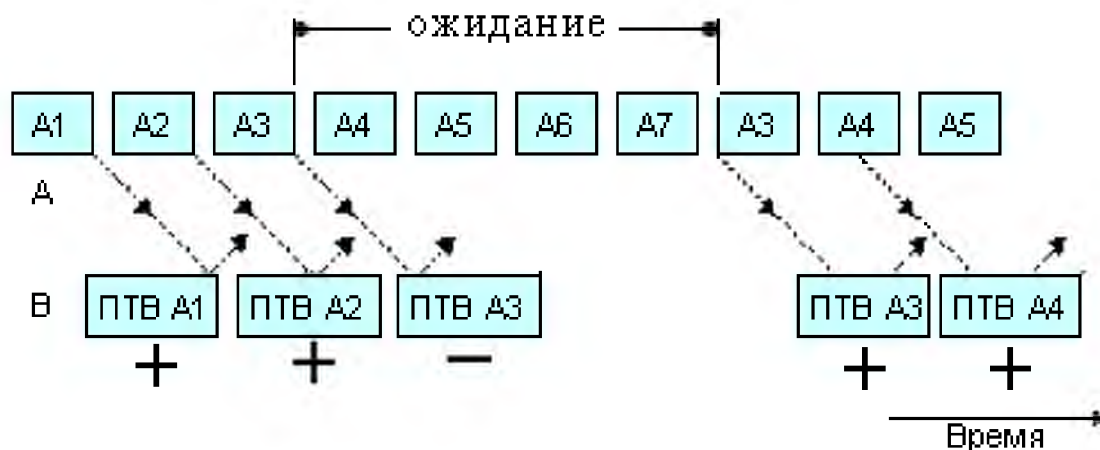 ожидание
А1 А2 А3 А4 А5 А6 А7 А3 А4 А5
А
В ПТВ А1 ПТВ А2 ПТВ А3 ПТВ А3 ПТВ А4
+ + − + +
Время